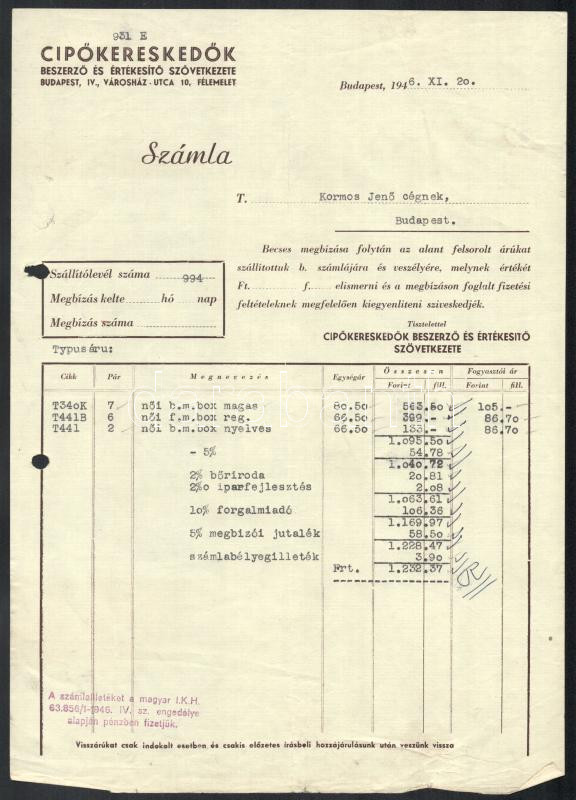 931 E
CIPŐKERESKEDŐK
BESZERZŐ ÉS ÉRTÉKESÍTŐ SZÖVETKEZETE
BUDAPEST, IV., VÁROSHÁZ-UTCA 10, FÉLEMELET
Budapest, 1946. XI. 20.
Számla
T. Kormos Jenő cégnek,
Budapest.
Becses megbízása folytán az alant felsorolt árúkat
szállítottuk b. számlájára és veszélyére, melynek értékét
Ft. f. elismerni és a megbízáson foglalt fizetési
feltételeknek megfelelően kiegyenlíteni sziveskedjék.
Szállítólevél száma 994
Megbízás kelte hó nap
Megbízás száma
Tisztelettel
CIPŐKERESKEDŐK BESZERZŐ ÉS ÉRTÉKESITŐ
SZÖVETKEZETE
Typusáru:
Cikk Pár Megnevezés Egységár Összesen Fogyasztói ár
Forint fill. Forint fill.
T340K 7 női b.m.box magas 80.50 563.50 105.-
T441B 6 női f.m.box reg. 66.50 399.- 86.70
T441 2 női b.m.box nyelves 66.50 133.- 86.70
1.095.50
- 5% 54.78
1.040.72
2% bőriroda 20.81
2%o iparfejlesztés 2.08
1.063.61
10% forgalmiadó 106.36
1.169.97
5% megbizói jutalék 58.50
1.228.47
számlabélyegilleték 3.90
Frt. 1.232.37
A számlailletéket a magyar I.K.H.
63.856/I-1946. IV. sz. engedélye
alapján pénzben fizetjük.
Visszárúkat csak indokolt esetben és csakis előzetes írásbeli hozzájárulásunk után veszünk vissza